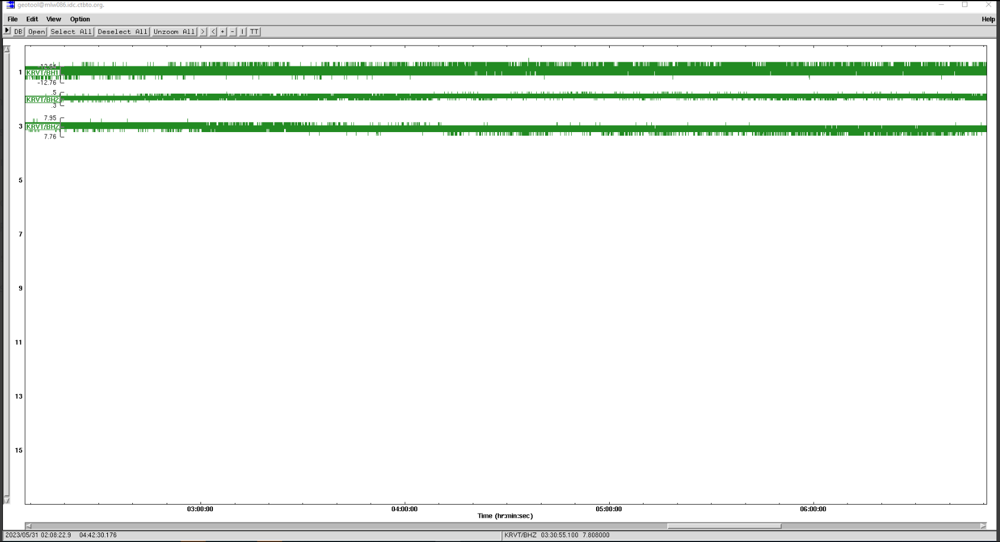 geotool@mlw086.idc.ctbto.org.
File Edit View Option Help
DB Open Select All Deselect All Unzoom All > < + - I TT
-12.64
1 KRVT/BH1
-12.76
.5
KRVT/BH2
.3
7.95
3 KRVT/BHZ
7.76
5
7
9
11
13
15
03:00:00 04:00:00 05:00:00 06:00:00
Time (hr:min:sec)
2023/05/31 02:08:22.9 04:42:30.176 KRVT/BHZ 03:30:55.100 7.808000